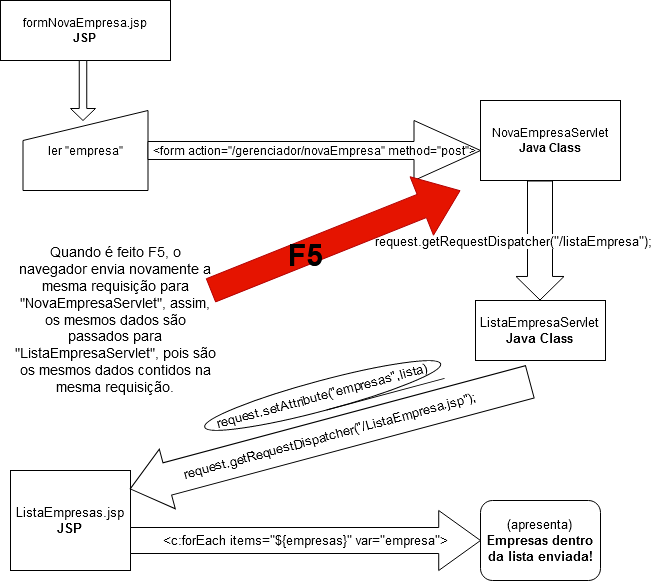 formNovaEmpresa.jsp
JSP
ler "empresa"
<form action="/gerenciador/novaEmpresa" method="post">
NovaEmpresaServlet
Java Class
F5
request.getRequestDispatcher("/listaEmpresa");
Quando é feito F5, o
navegador envia novamente a
mesma requisição para
"NovaEmpresaServlet", assim,
os mesmos dados são
passados para
"ListaEmpresaServlet", pois são
os mesmos dados contidos na
mesma requisição.
ListaEmpresaServlet
Java Class
request.setAttribute("empresas",lista)
request.getRequestDispatcher("/ListaEmpresa.jsp");
ListaEmpresas.jsp
JSP
<c:forEach items="${empresas}" var="empresa">
(apresenta)
Empresas dentro
da lista enviada!